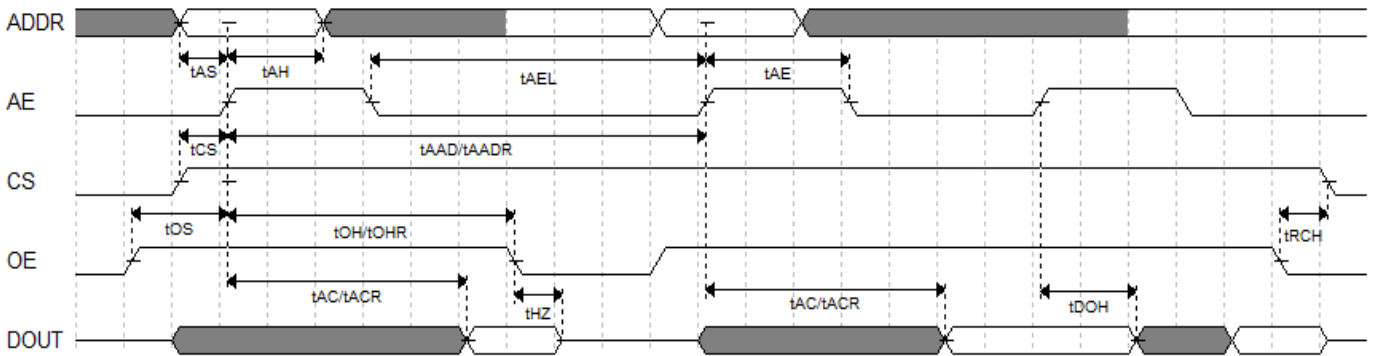 ADDR
tAS tAH tAEL tAE
AE
tCS tAAD/tAADR
CS
tOS tOH/tOHR tRCH
OE
tAC/tACR tHZ tAC/tACR tDOH
DOUT